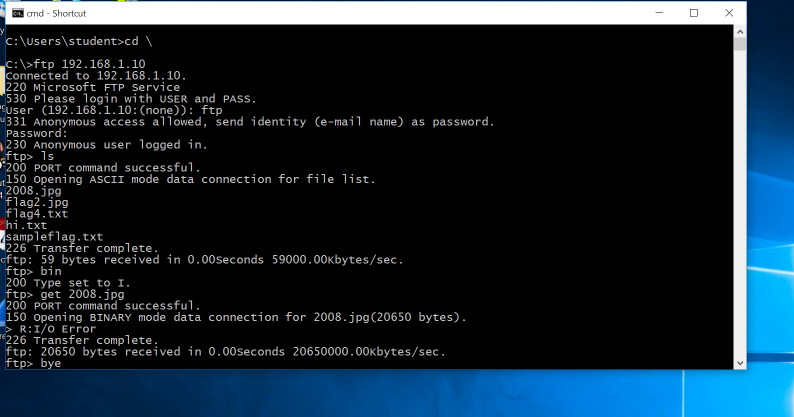 cmd - Shortcut
C:\Users\student>cd \
C:\>ftp 192.168.1.10
Connected to 192.168.1.10.
220 Microsoft FTP Service
530 Please login with USER and PASS.
User (192.168.1.10:(none)): ftp
331 Anonymous access allowed, send identity (e-mail name) as password.
Password:
230 Anonymous user logged in.
ftp> ls
200 PORT command successful.
150 Opening ASCII mode data connection for file list.
2008.jpg
flag2.jpg
flag4.txt
hi.txt
sampleflag.txt
226 Transfer complete.
ftp: 59 bytes received in 0.00Seconds 59000.00Kbytes/sec.
ftp> bin
200 Type set to I.
ftp> get 2008.jpg
200 PORT command successful.
150 Opening BINARY mode data connection for 2008.jpg(20650 bytes).
> R:I/O Error
226 Transfer complete.
ftp: 20650 bytes received in 0.00Seconds 20650000.00Kbytes/sec.
ftp> bye